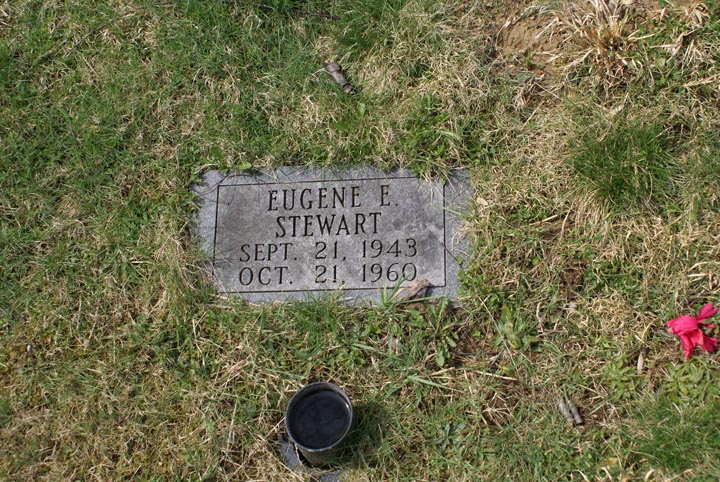 EUGENE E.
STEWART
SEPT. 21, 1943
OCT. 21, 1960